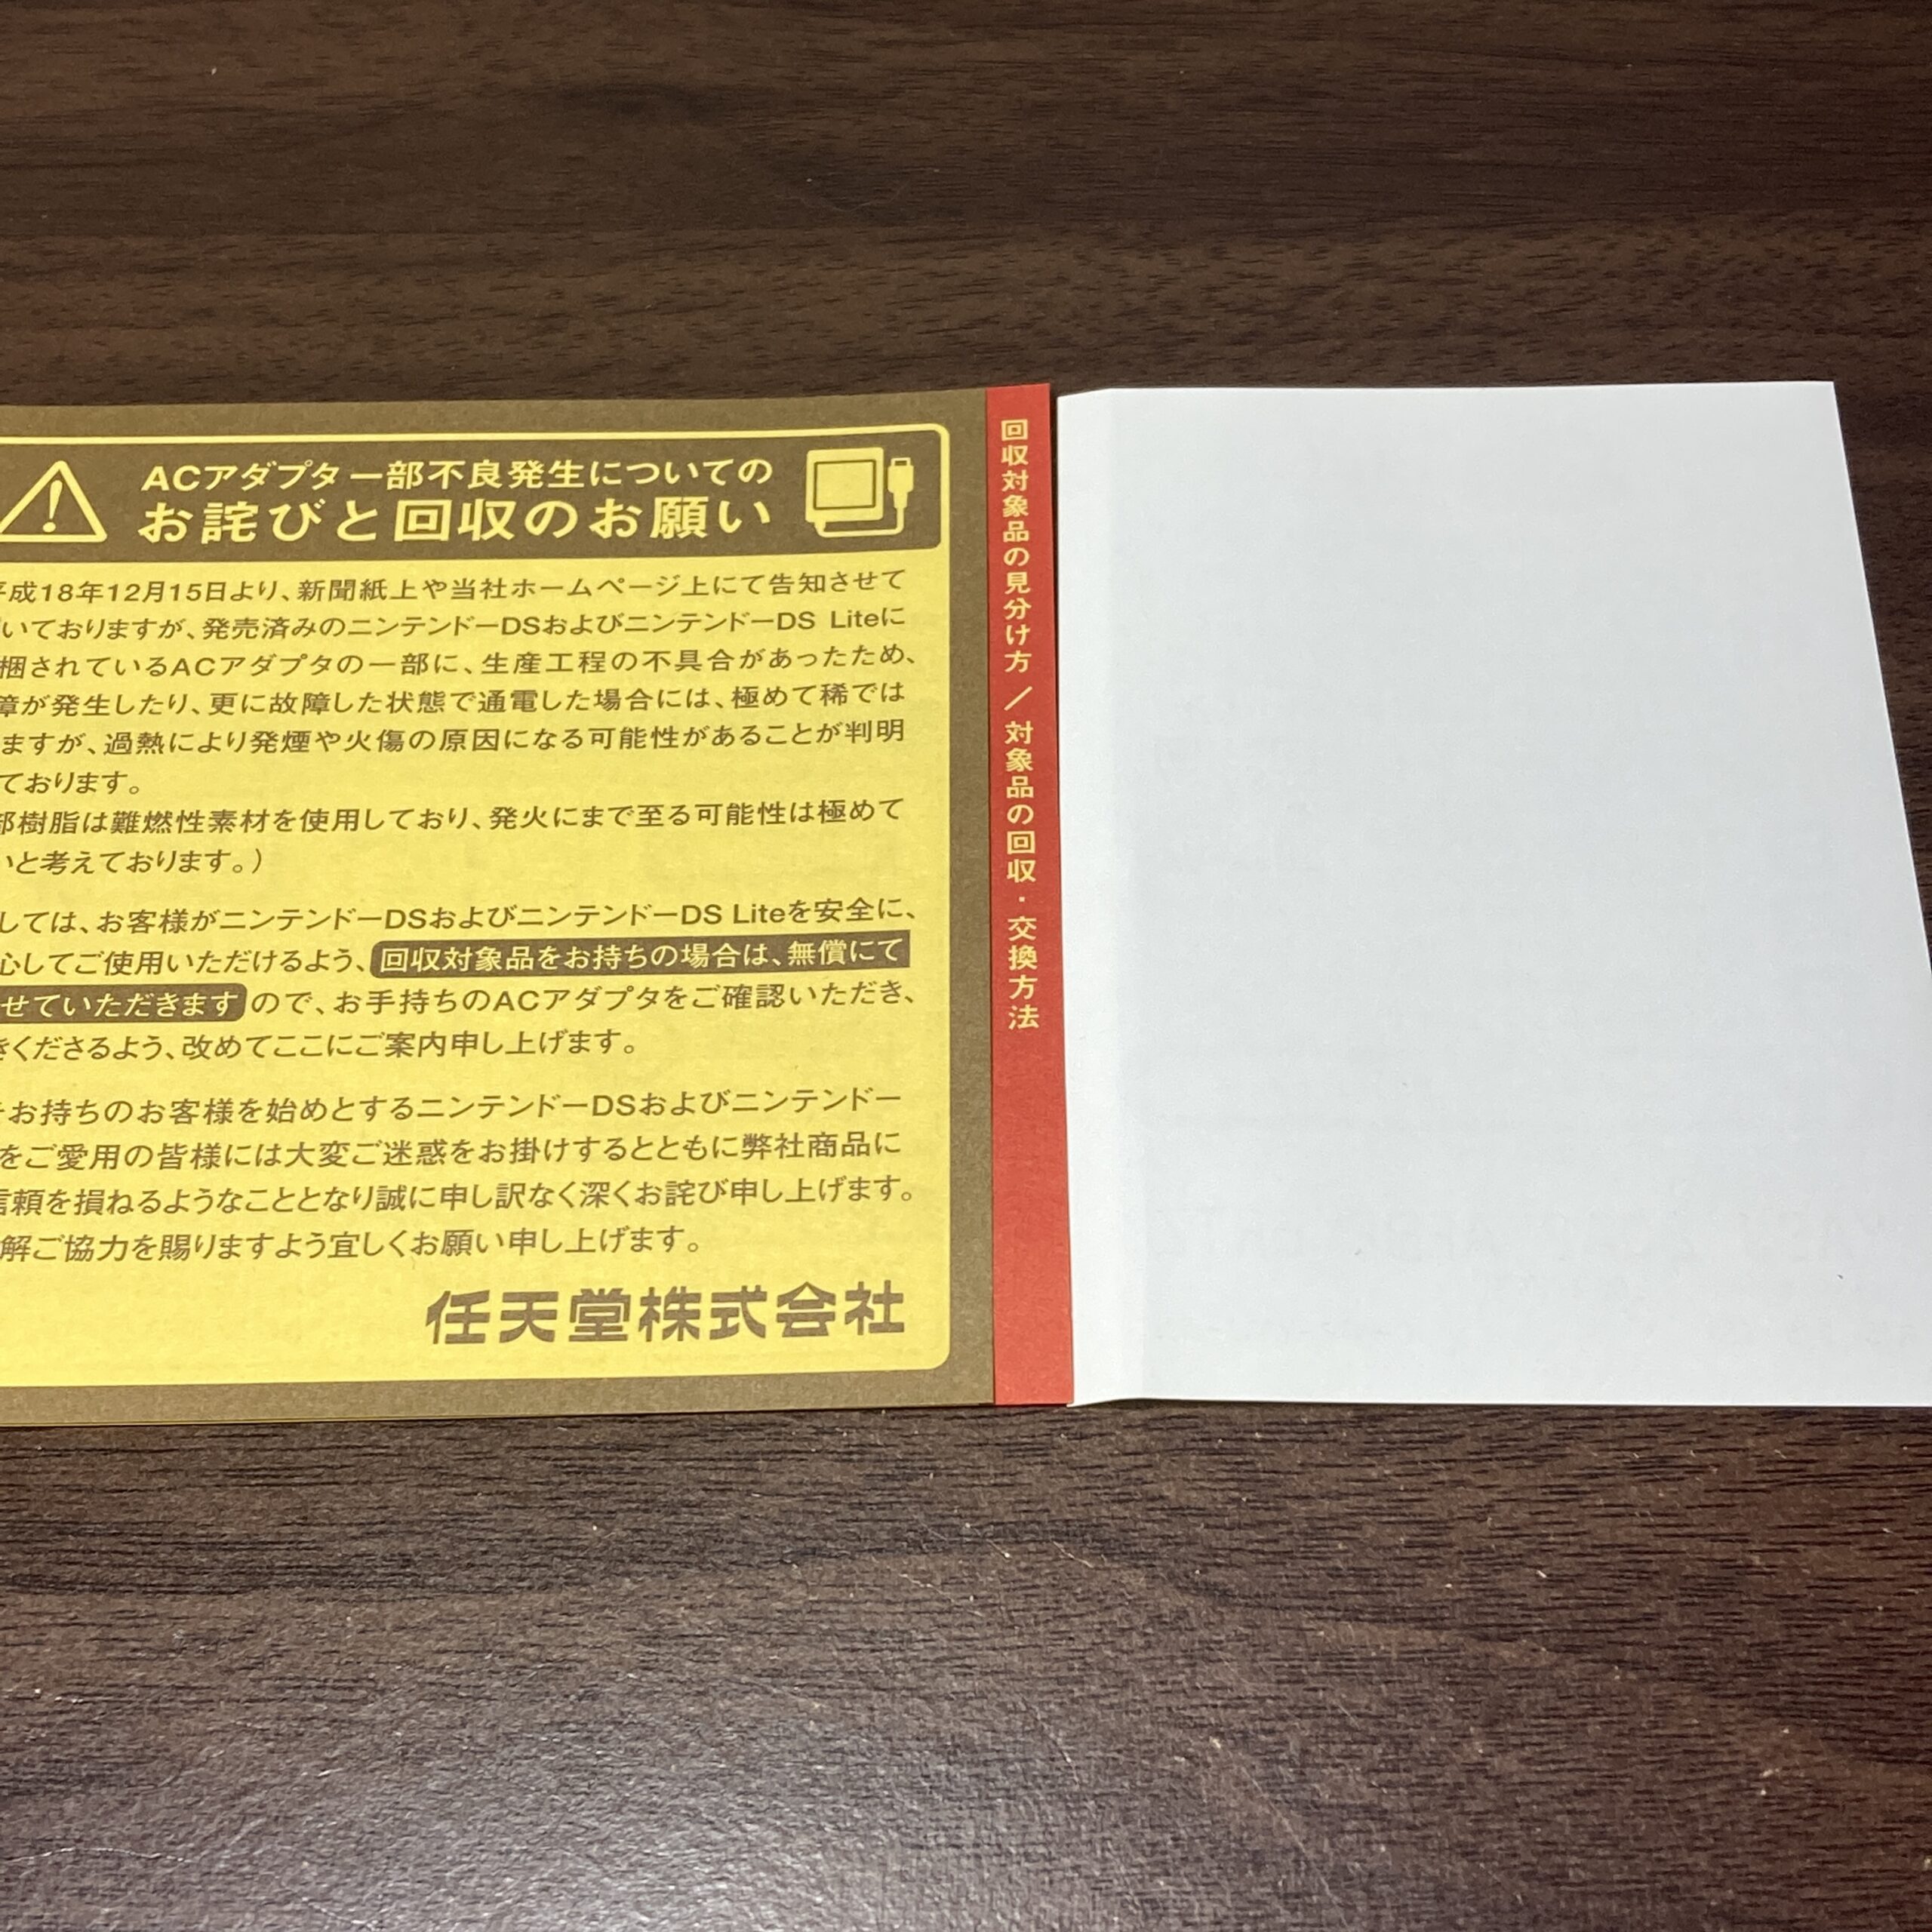 ACアダプタ一部不良発生についての
お詫びと回収のお願い
平成18年12月15日より、新聞紙上や当社ホームページ上にて告知させて
いておりますが、発売済みのニンテンドーDSおよびニンテンドーDS Liteに
梱されているACアダプタの一部に、生産工程の不具合があったため、
障が発生したり、更に故障した状態で通電した場合には、極めて稀では
ますが、過熱により発煙や火傷の原因になる可能性があることが判明
ております。
部樹脂は難燃性素材を使用しており、発火にまで至る可能性は極めて
いと考えております。）
しては、お客様がニンテンドーDSおよびニンテンドーDS Liteを安全に、
心してご使用いただけるよう、回収対象品をお持ちの場合は、無償にて
せていただきますので、お手持ちのACアダプタをご確認いただき、
きくださるよう、改めてここにご案内申し上げます。
お持ちのお客様を始めとするニンテンドーDSおよびニンテンドー
をご愛用の皆様には大変ご迷惑をお掛けするとともに弊社商品に
信頼を損ねるようなこととなり誠に申し訳なく深くお詫び申し上げます。
解ご協力を賜りますよう宜しくお願い申し上げます。
任天堂株式会社
回収対象品の見分け方／対象品の回収・交換方法